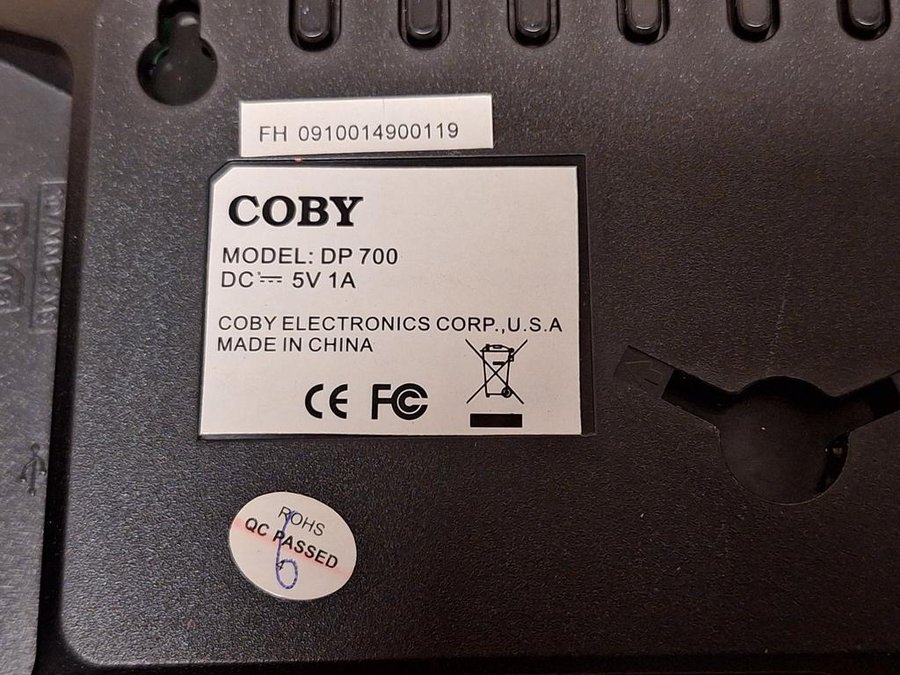 FH 0910014900119
COBY
MODEL: DP 700
DC 5V 1A
COBY ELECTRONICS CORP.,U.S.A
MADE IN CHINA
CE FC
ROHS
QC PASSED
6